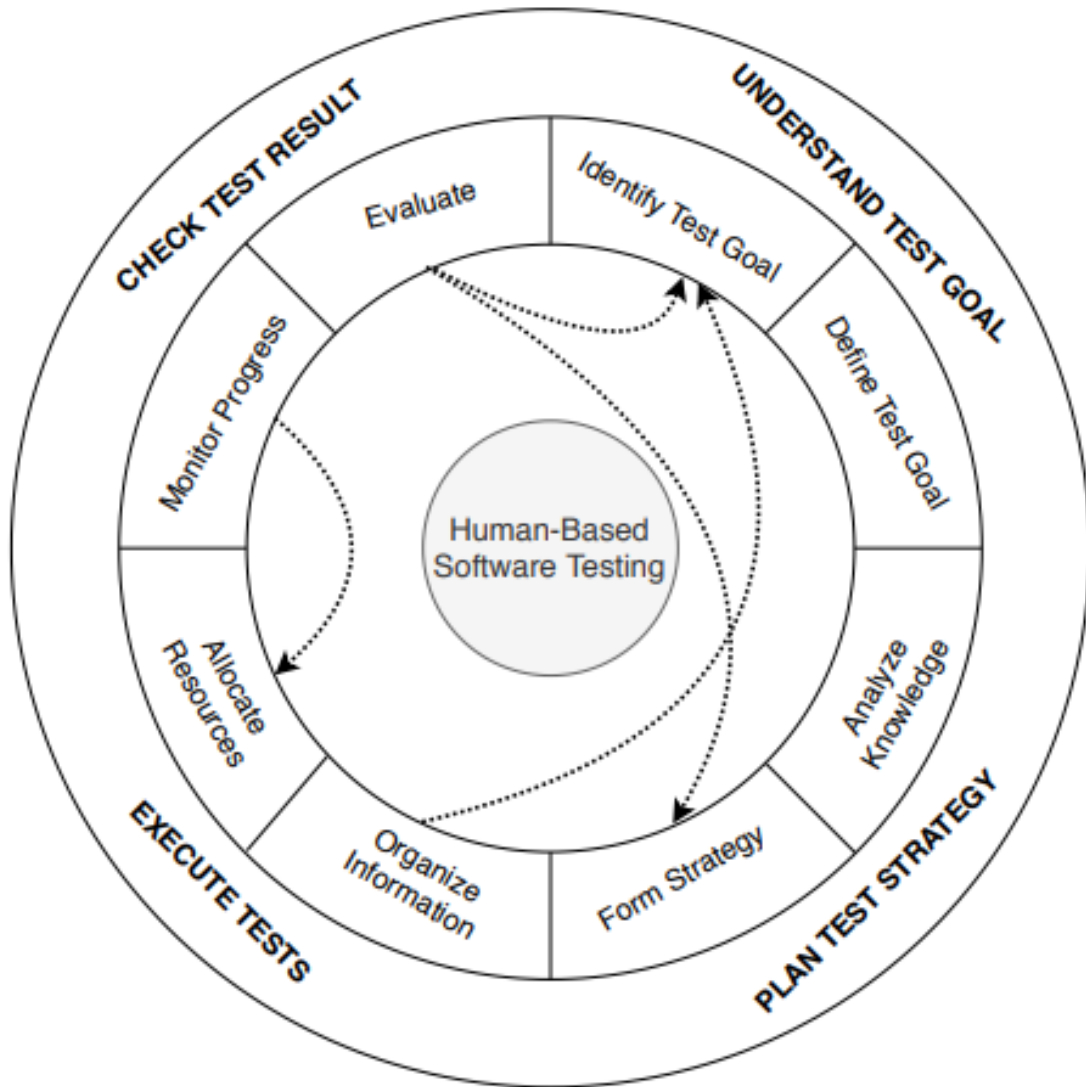 UNDERSTAND TEST GOAL
Identify Test Goal
Define Test Goal
PLAN TEST STRATEGY
Analyze
Knowledge
Form Strategy
EXECUTE TESTS
Organize
Information
Allocate
Resources
CHECK TEST RESULT
Monitor Progress
Evaluate
Human-Based
Software Testing